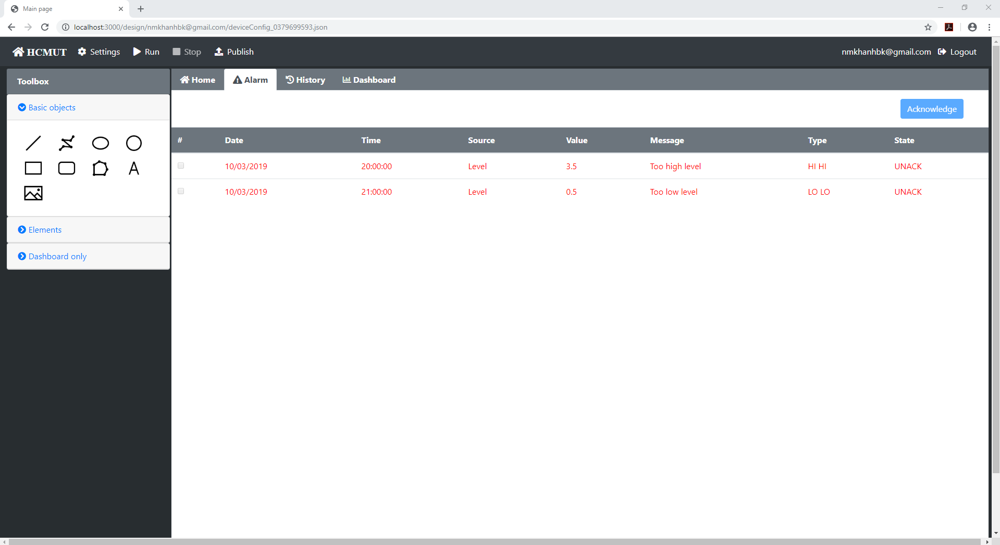 Main page
localhost:3000/design/nmkhanhbk@gmail.com/deviceConfig_0379699593.json
HCMUT Settings Run Stop Publish nmkhanhbk@gmail.com Logout
Toolbox
Basic objects
A
Elements
Dashboard only
Home Alarm History Dashboard
Acknowledge
# Date Time Source Value Message Type State
10/03/2019 20:00:00 Level 3.5 Too high level HI HI UNACK
10/03/2019 21:00:00 Level 0.5 Too low level LO LO UNACK